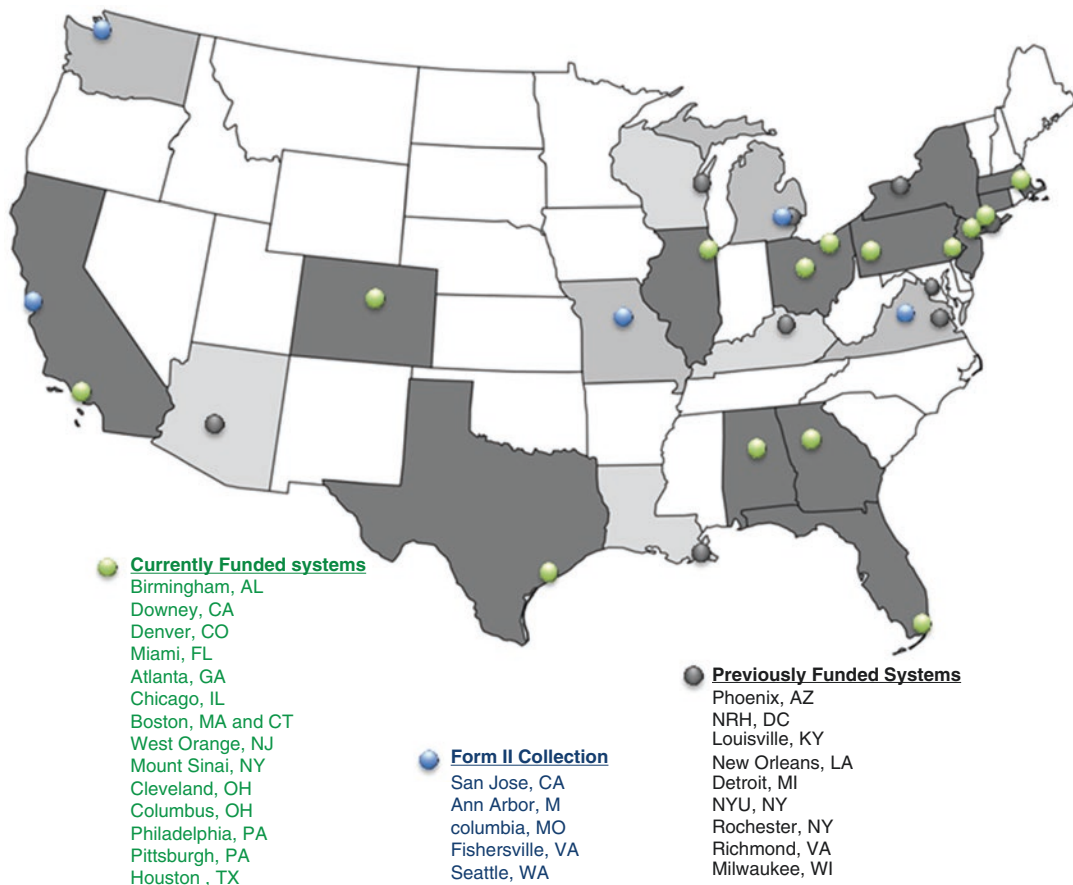 Currently Funded systems
Birmingham, AL
Downey, CA
Denver, CO
Miami, FL
Atlanta, GA
Chicago, IL
Boston, MA and CT
West Orange, NJ
Mount Sinai, NY
Cleveland, OH
Columbus, OH
Philadelphia, PA
Pittsburgh, PA
Houston , TX
Form II Collection
San Jose, CA
Ann Arbor, M
columbia, MO
Fishersville, VA
Seattle, WA
Previously Funded Systems
Phoenix, AZ
NRH, DC
Louisville, KY
New Orleans, LA
Detroit, MI
NYU, NY
Rochester, NY
Richmond, VA
Milwaukee, WI